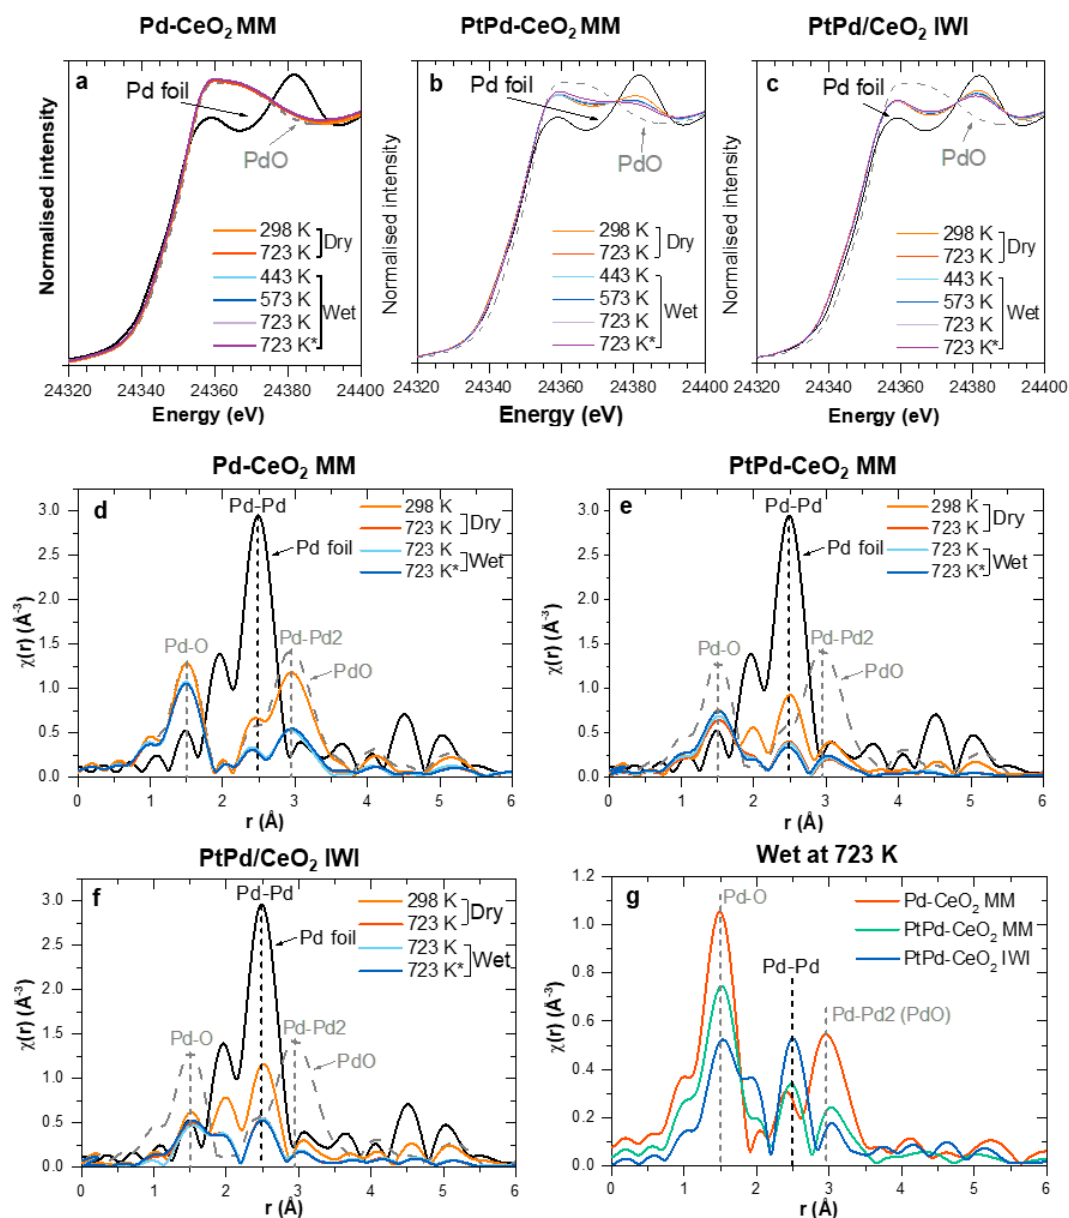 Pd-CeO₂ MM
a
Pd foil
PdO
298 K
723 K
Dry
443 K
573 K
723 K
723 K*
Wet
Normalised intensity
24320 24340 24360 24380 24400
Energy (eV)
PtPd-CeO₂ MM
b
Pd foil
PdO
298 K
723 K
Dry
443 K
573 K
723 K
723 K*
Wet
Normalised intensity
24320 24340 24360 24380 24400
Energy (eV)
PtPd/CeO₂ IWI
c
Pd foil
PdO
298 K
723 K
Dry
443 K
573 K
723 K
723 K*
Wet
Normalised intensity
24320 24340 24360 24380 24400
Energy (eV)
Pd-CeO₂ MM
d
Pd-Pd
Pd foil
298 K
723 K
Dry
723 K
723 K*
Wet
Pd-O
Pd-Pd2
PdO
3.0
2.5
2.0
1.5
1.0
0.5
0.0
χ(r) (Å⁻³)
0 1 2 3 4 5 6
r (Å)
PtPd-CeO₂ MM
e
Pd-Pd
Pd foil
298 K
723 K
Dry
723 K
723 K*
Wet
Pd-O
Pd-Pd2
PdO
3.0
2.5
2.0
1.5
1.0
0.5
0.0
χ(r) (Å⁻³)
0 1 2 3 4 5 6
r (Å)
PtPd/CeO₂ IWI
f
Pd-Pd
Pd foil
298 K
723 K
Dry
723 K
723 K*
Wet
Pd-O
Pd-Pd2
PdO
3.0
2.5
2.0
1.5
1.0
0.5
0.0
χ(r) (Å⁻³)
0 1 2 3 4 5 6
r (Å)
Wet at 723 K
g
Pd-O
Pd-CeO₂ MM
PtPd-CeO₂ MM
PtPd-CeO₂ IWI
Pd-Pd
Pd-Pd2 (PdO)
1.2
1.0
0.8
0.6
0.4
0.2
0.0
χ(r) (Å⁻³)
0 1 2 3 4 5 6
r (Å)